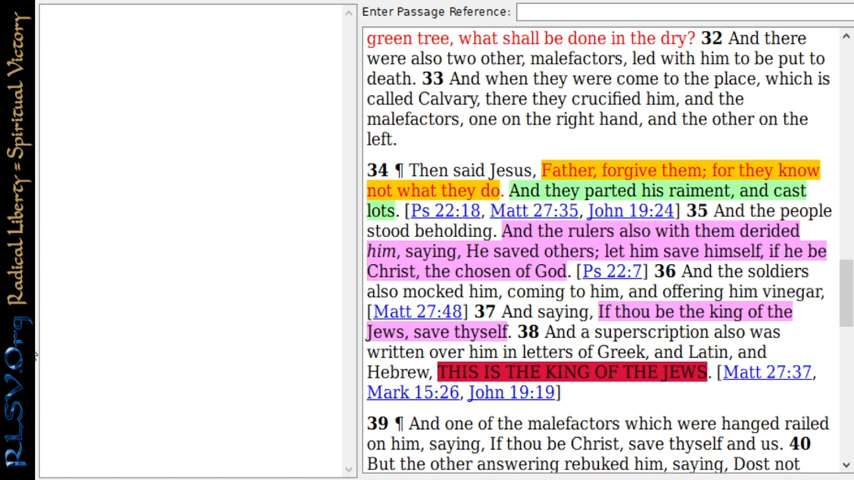 RLSV.Org Radical Liberty = Spiritual Victory
Enter Passage Reference:
green tree, what shall be done in the dry? 32 And there
were also two other, malefactors, led with him to be put to
death. 33 And when they were come to the place, which is
called Calvary, there they crucified him, and the
malefactors, one on the right hand, and the other on the
left.
34 ¶ Then said Jesus, Father, forgive them; for they know
not what they do. And they parted his raiment, and cast
lots. [Ps 22:18, Matt 27:35, John 19:24] 35 And the people
stood beholding. And the rulers also with them derided
him, saying, He saved others; let him save himself, if he be
Christ, the chosen of God. [Ps 22:7] 36 And the soldiers
also mocked him, coming to him, and offering him vinegar,
[Matt 27:48] 37 And saying, If thou be the king of the
Jews, save thyself. 38 And a superscription also was
written over him in letters of Greek, and Latin, and
Hebrew, THIS IS THE KING OF THE JEWS. [Matt 27:37,
Mark 15:26, John 19:19]
39 ¶ And one of the malefactors which were hanged railed
on him, saying, If thou be Christ, save thyself and us. 40
But the other answering rebuked him, saying, Dost not